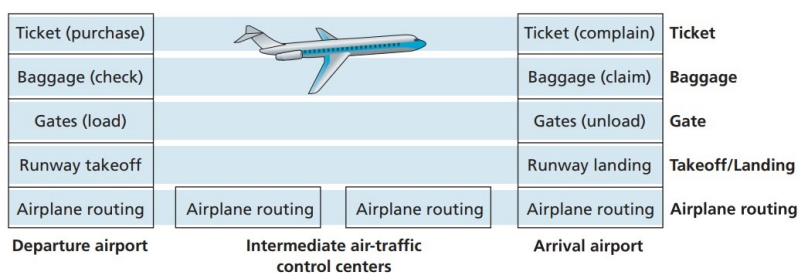 Ticket (purchase) Ticket (complain) Ticket
Baggage (check) Baggage (claim) Baggage
Gates (load) Gates (unload) Gate
Runway takeoff Runway landing Takeoff/Landing
Airplane routing Airplane routing Airplane routing Airplane routing Airplane routing
Departure airport Intermediate air-traffic Arrival airport
control centers